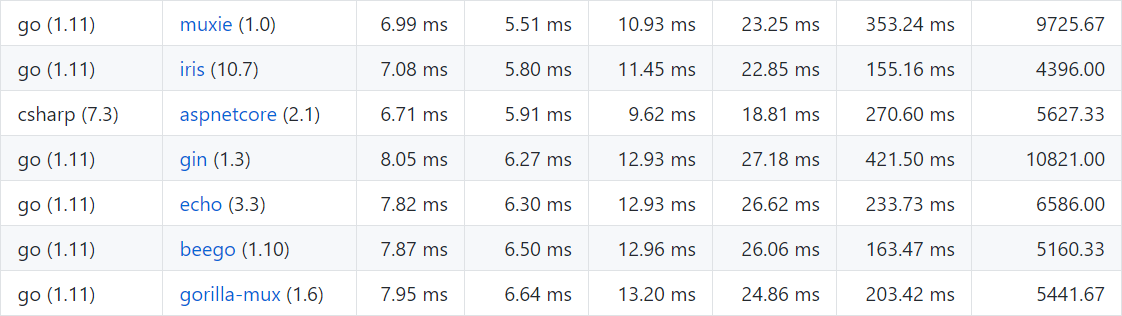 go (1.11) muxie (1.0) 6.99 ms 5.51 ms 10.93 ms 23.25 ms 353.24 ms 9725.67
go (1.11) iris (10.7) 7.08 ms 5.80 ms 11.45 ms 22.85 ms 155.16 ms 4396.00
csharp (7.3) aspnetcore (2.1) 6.71 ms 5.91 ms 9.62 ms 18.81 ms 270.60 ms 5627.33
go (1.11) gin (1.3) 8.05 ms 6.27 ms 12.93 ms 27.18 ms 421.50 ms 10821.00
go (1.11) echo (3.3) 7.82 ms 6.30 ms 12.93 ms 26.62 ms 233.73 ms 6586.00
go (1.11) beego (1.10) 7.87 ms 6.50 ms 12.96 ms 26.06 ms 163.47 ms 5160.33
go (1.11) gorilla-mux (1.6) 7.95 ms 6.64 ms 13.20 ms 24.86 ms 203.42 ms 5441.67